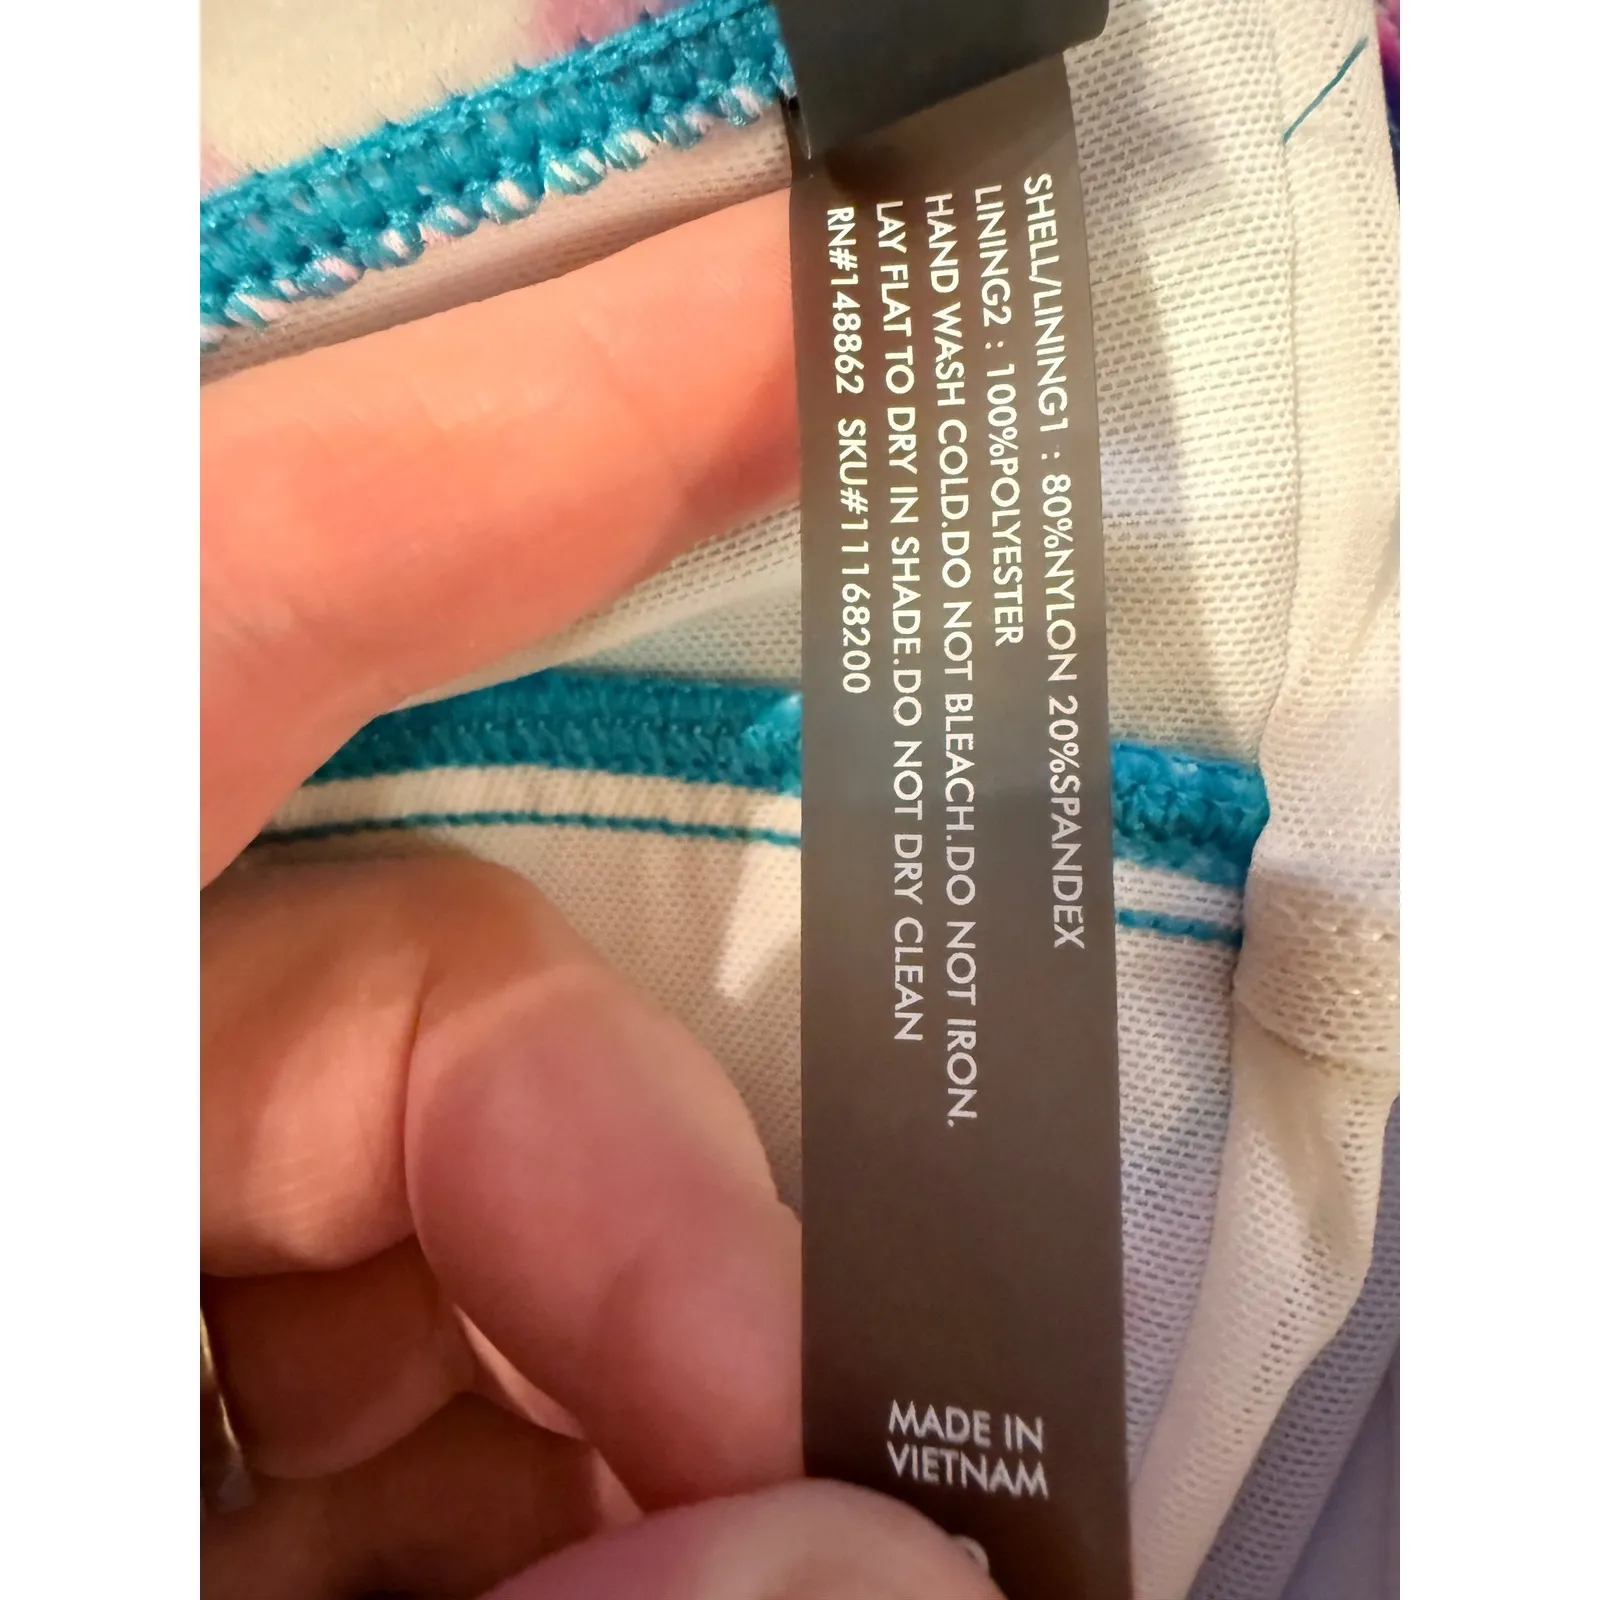 SHELL/LINING1 : 80%NYLON 20%SPANDEX
LINING2 : 100%POLYESTER
HAND WASH COLD.DO NOT BLEACH.DO NOT IRON.
LAY FLAT TO DRY IN SHADE.DO NOT DRY CLEAN
RN#148862 SKU#11168200
MADE IN
VIETNAM